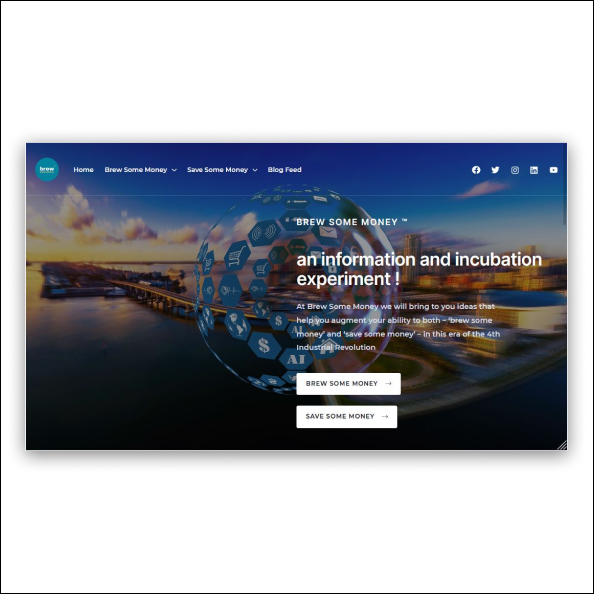 brew
Home
Brew Some Money
Save Some Money
Blog Feed
BREW SOME MONEY ™
an information and incubation
experiment !
At Brew Some Money we will bring to you ideas that
help you augment your ability to both – 'brew some
money' and 'save some money' – in this era of the 4th
Industrial Revolution
$
AI
AI
BREW SOME MONEY →
SAVE SOME MONEY →